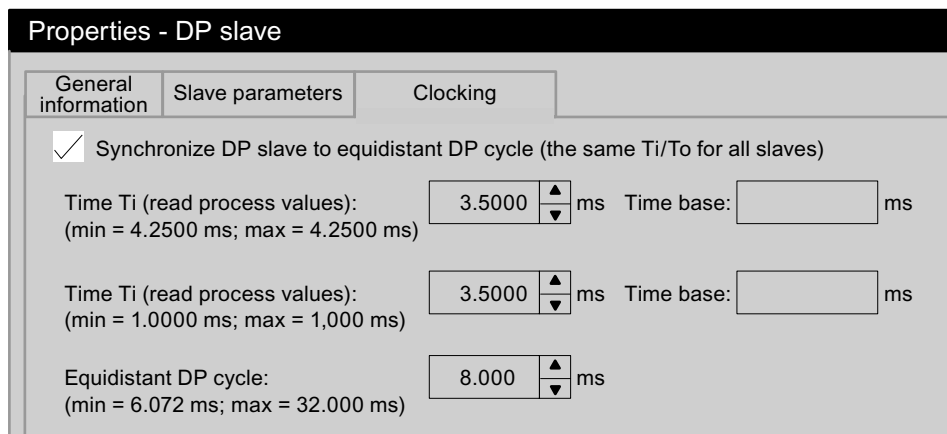 Properties - DP slave
General
information
Slave parameters
Clocking
Synchronize DP slave to equidistant DP cycle (the same Ti/To for all slaves)
Time Ti (read process values): 3.5000 ms Time base: ms
(min = 4.2500 ms; max = 4.2500 ms)
Time Ti (read process values): 3.5000 ms Time base: ms
(min = 1.0000 ms; max = 1,000 ms)
Equidistant DP cycle: 8.000 ms
(min = 6.072 ms; max = 32.000 ms)